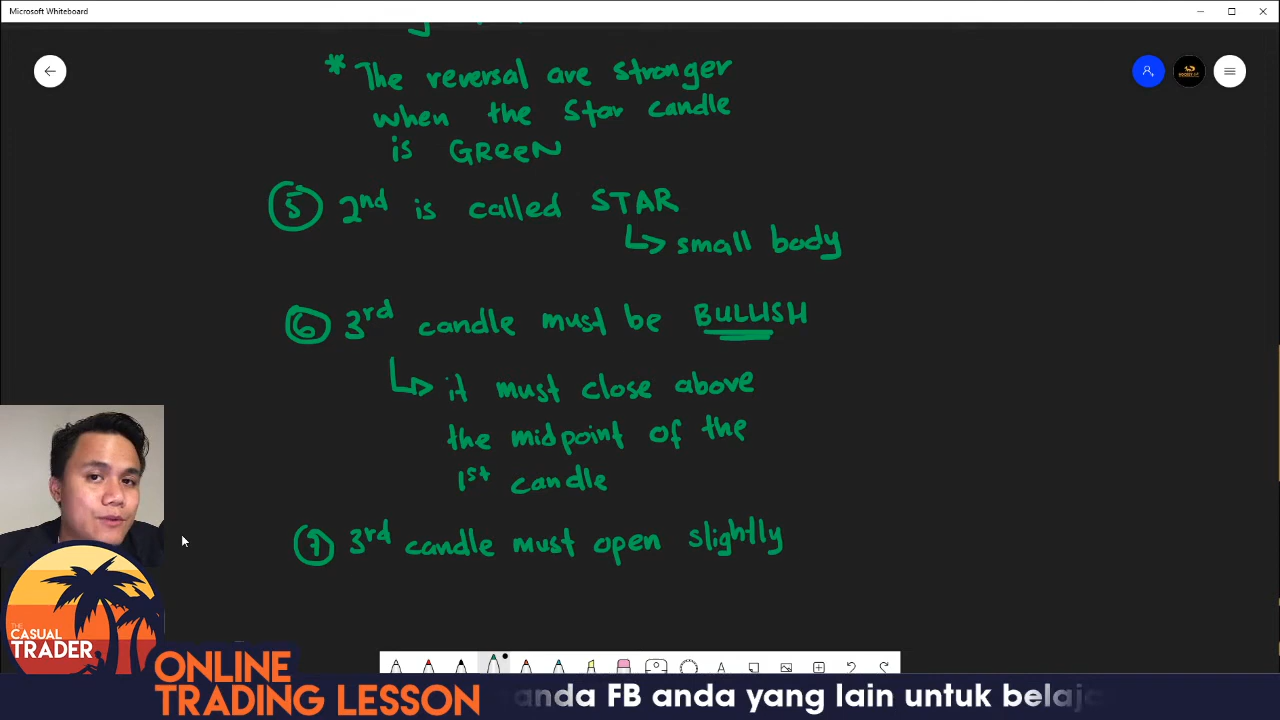 Microsoft Whiteboard
* The reversal are stronger
when the Star candle
is GReeN
5 2nd is called STAR
small body
6 3rd candle must be BULLISH
it must close above
the midpoint of the
1st candle
7 3rd candle must open slightly
THE
CASUAL
TRADER
ONLINE
TRADING LESSON
anda FB anda yang lain untuk belaja